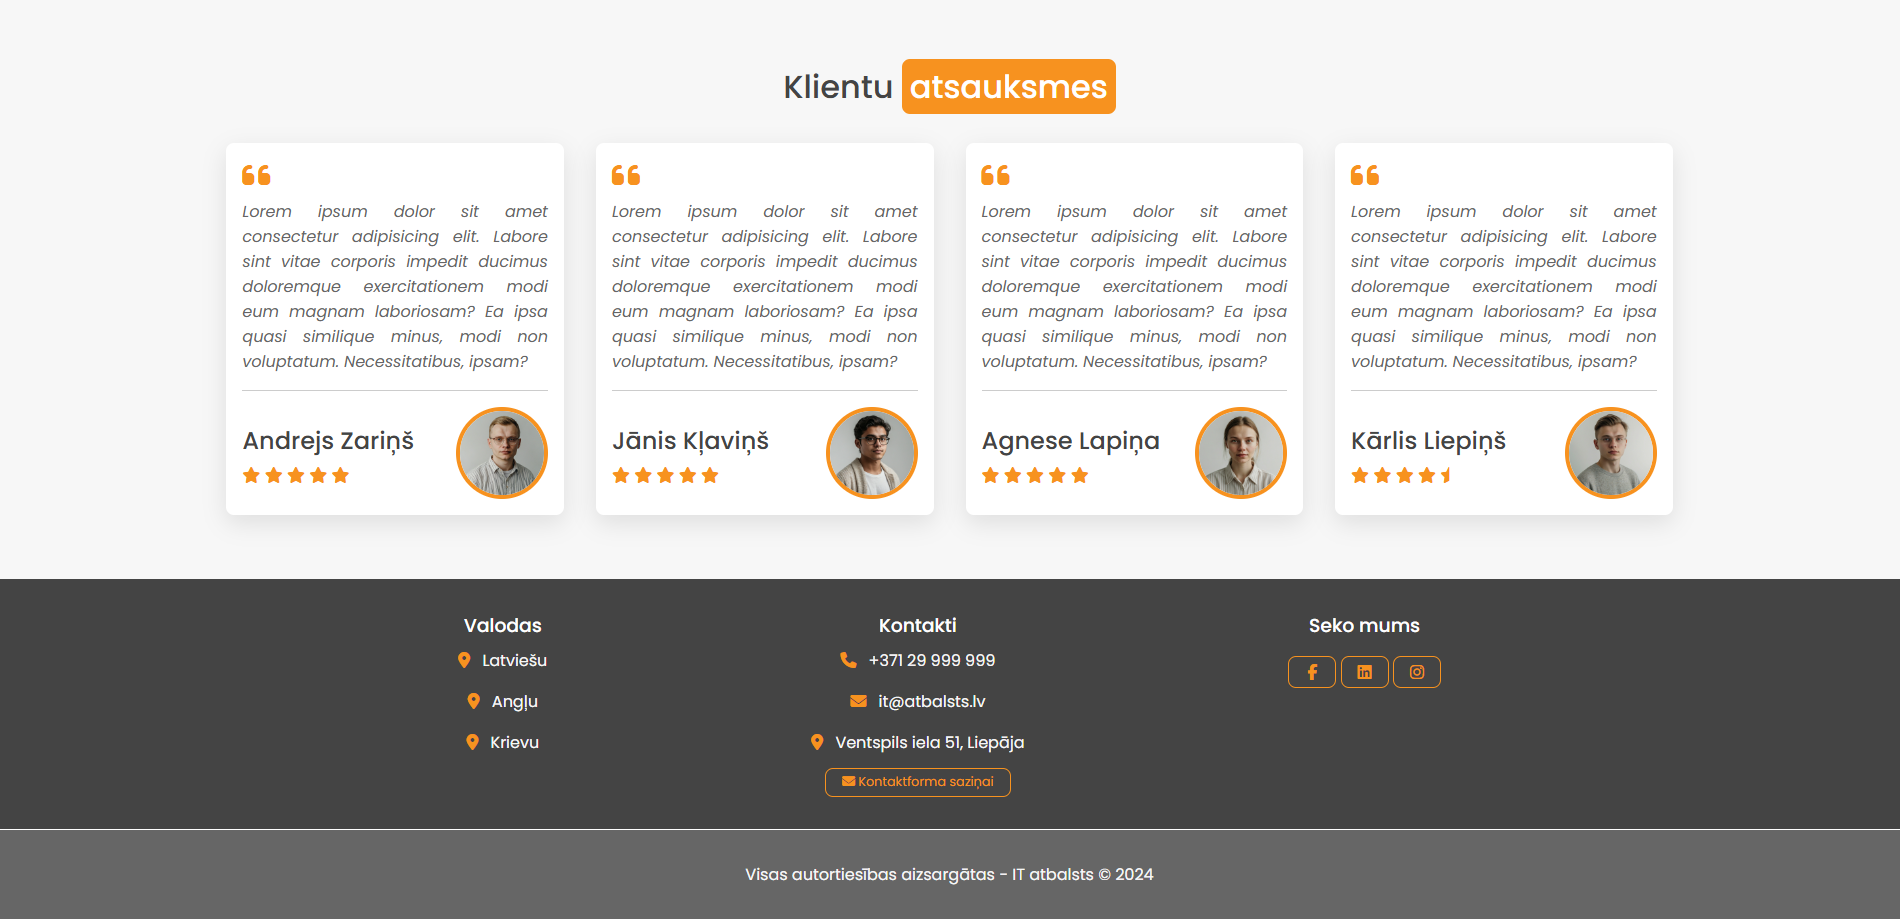 Klientu atsauksmes
Lorem ipsum dolor sit amet
consectetur adipisicing elit. Labore
sint vitae corporis impedit ducimus
doloremque exercitationem modi
eum magnam laboriosam? Ea ipsa
quasi similique minus, modi non
voluptatum. Necessitatibus, ipsam?
Andrejs Zariņš
Lorem ipsum dolor sit amet
consectetur adipisicing elit. Labore
sint vitae corporis impedit ducimus
doloremque exercitationem modi
eum magnam laboriosam? Ea ipsa
quasi similique minus, modi non
voluptatum. Necessitatibus, ipsam?
Jānis Kļaviņš
Lorem ipsum dolor sit amet
consectetur adipisicing elit. Labore
sint vitae corporis impedit ducimus
doloremque exercitationem modi
eum magnam laboriosam? Ea ipsa
quasi similique minus, modi non
voluptatum. Necessitatibus, ipsam?
Agnese Lapiņa
Lorem ipsum dolor sit amet
consectetur adipisicing elit. Labore
sint vitae corporis impedit ducimus
doloremque exercitationem modi
eum magnam laboriosam? Ea ipsa
quasi similique minus, modi non
voluptatum. Necessitatibus, ipsam?
Kārlis Liepiņš
Valodas
Latviešu
Angļu
Krievu
Kontakti
+371 29 999 999
it@atbalsts.lv
Ventspils iela 51, Liepāja
Kontaktforma saziņai
Seko mums
Visas autortiesības aizsargātas - IT atbalsts © 2024